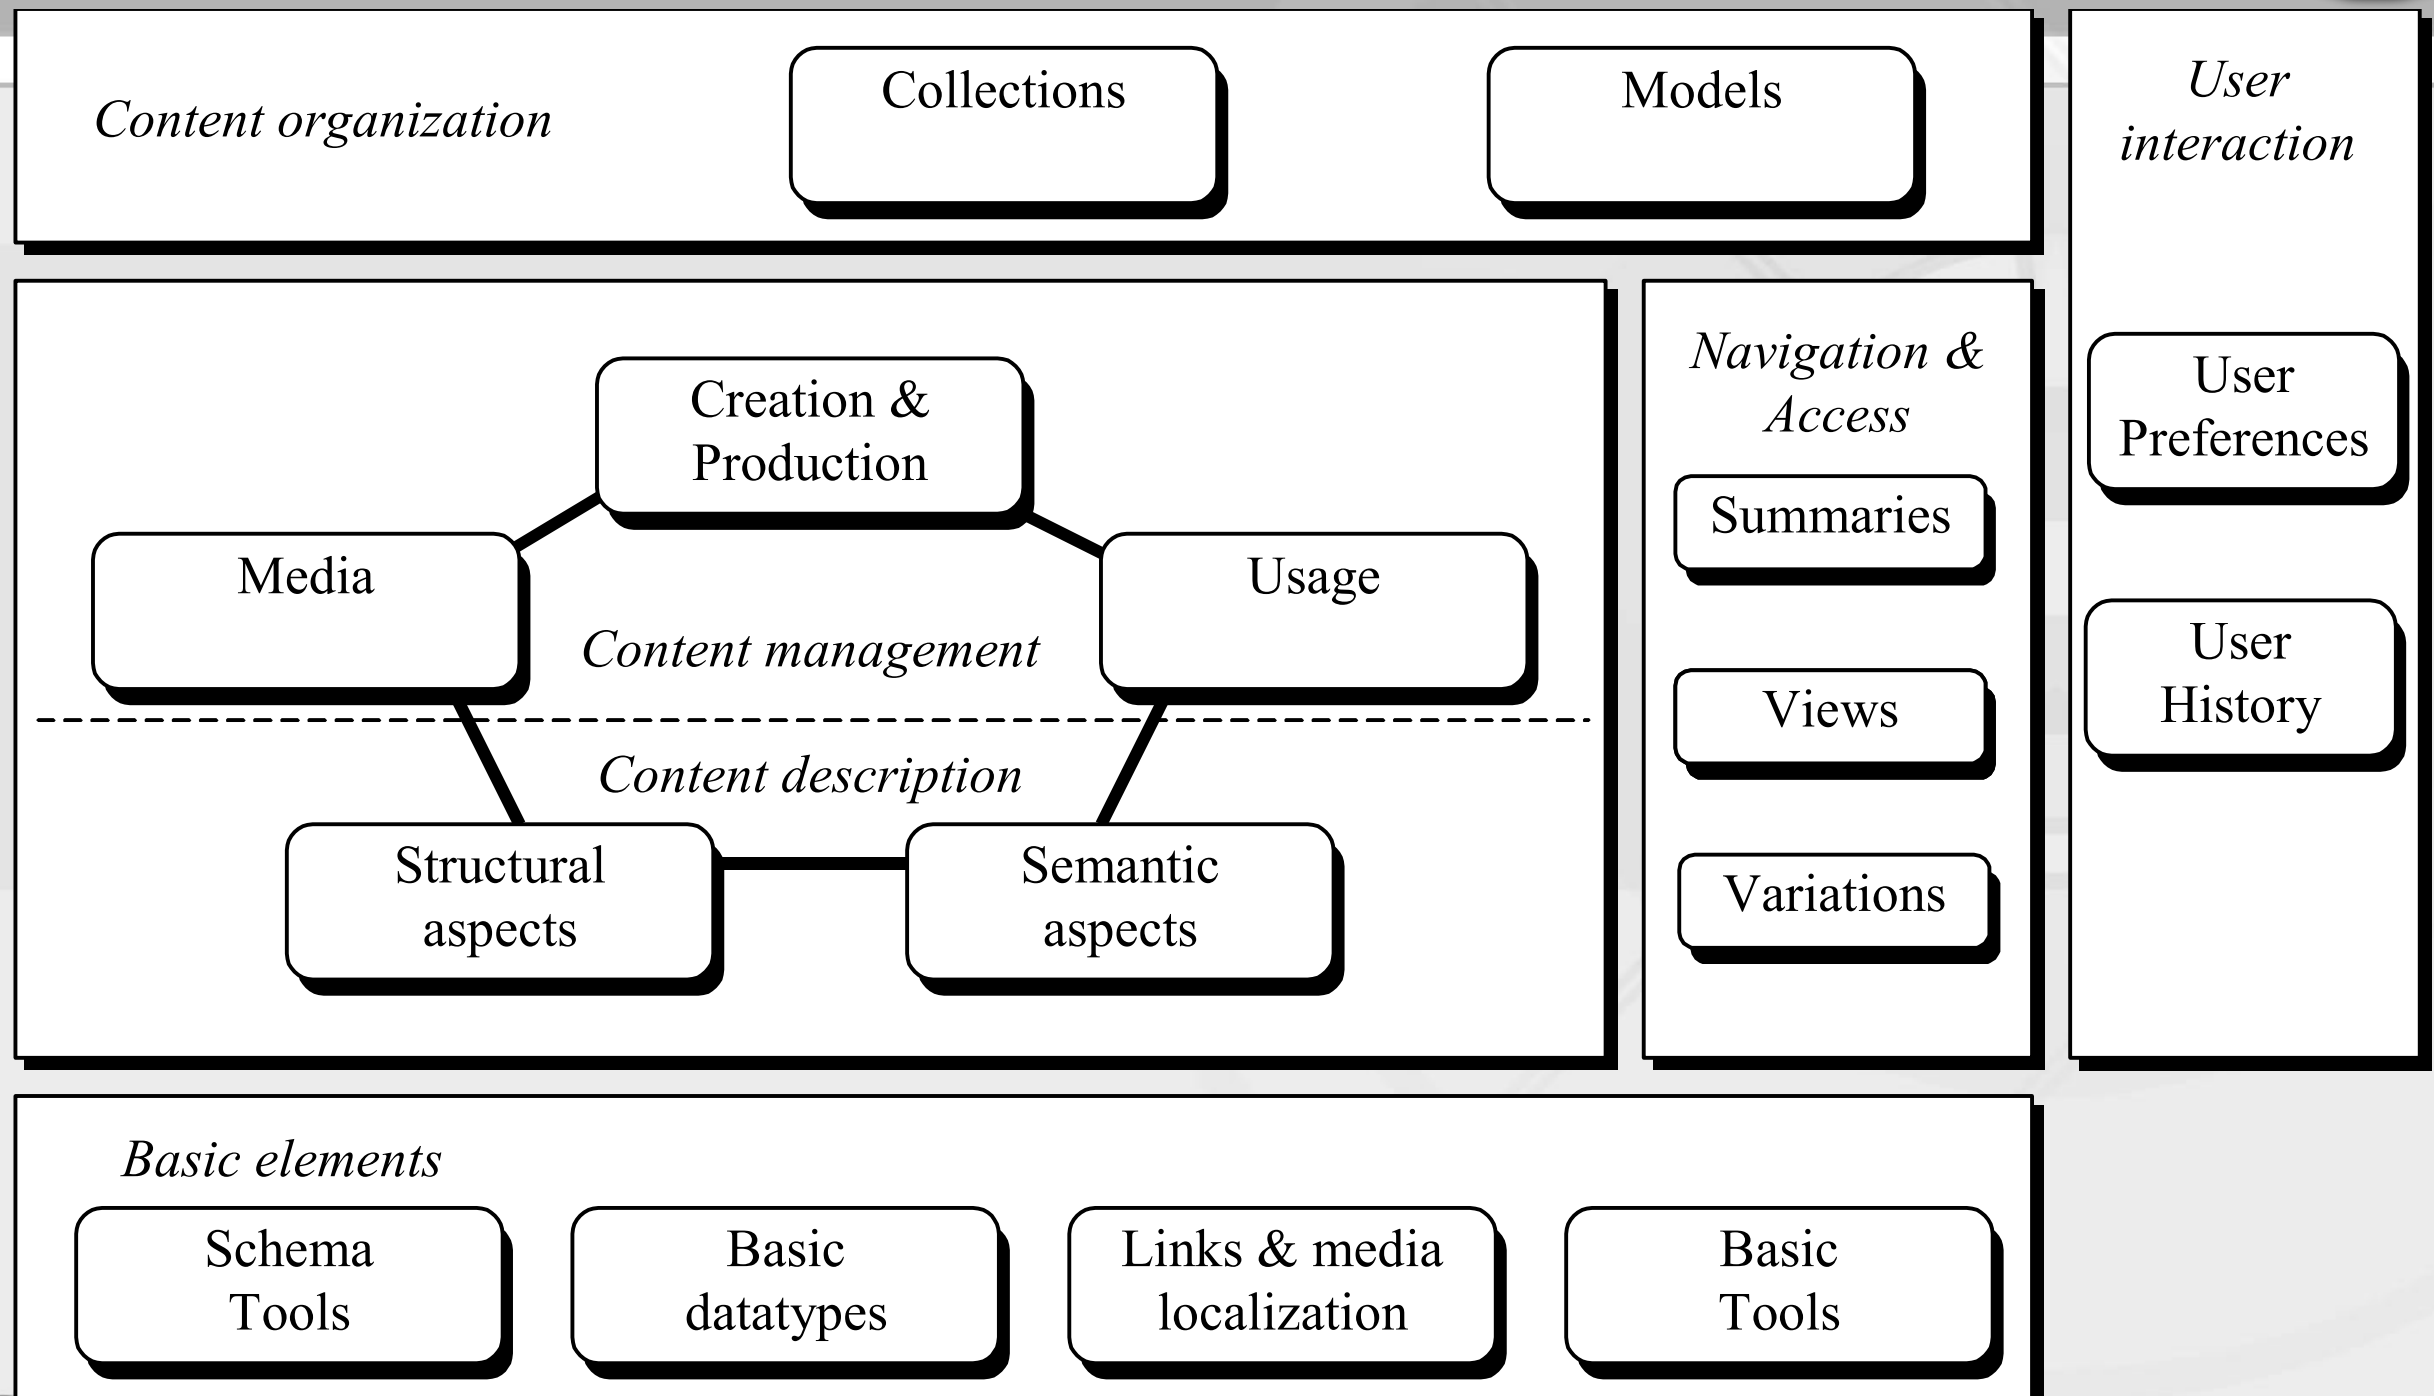 Content organization
Collections
Models
User
interaction
Creation &
Production
Media
Usage
Content management
Content description
Structural
aspects
Semantic
aspects
Navigation &
Access
Summaries
Views
Variations
User
Preferences
User
History
Basic elements
Schema
Tools
Basic
datatypes
Links & media
localization
Basic
Tools